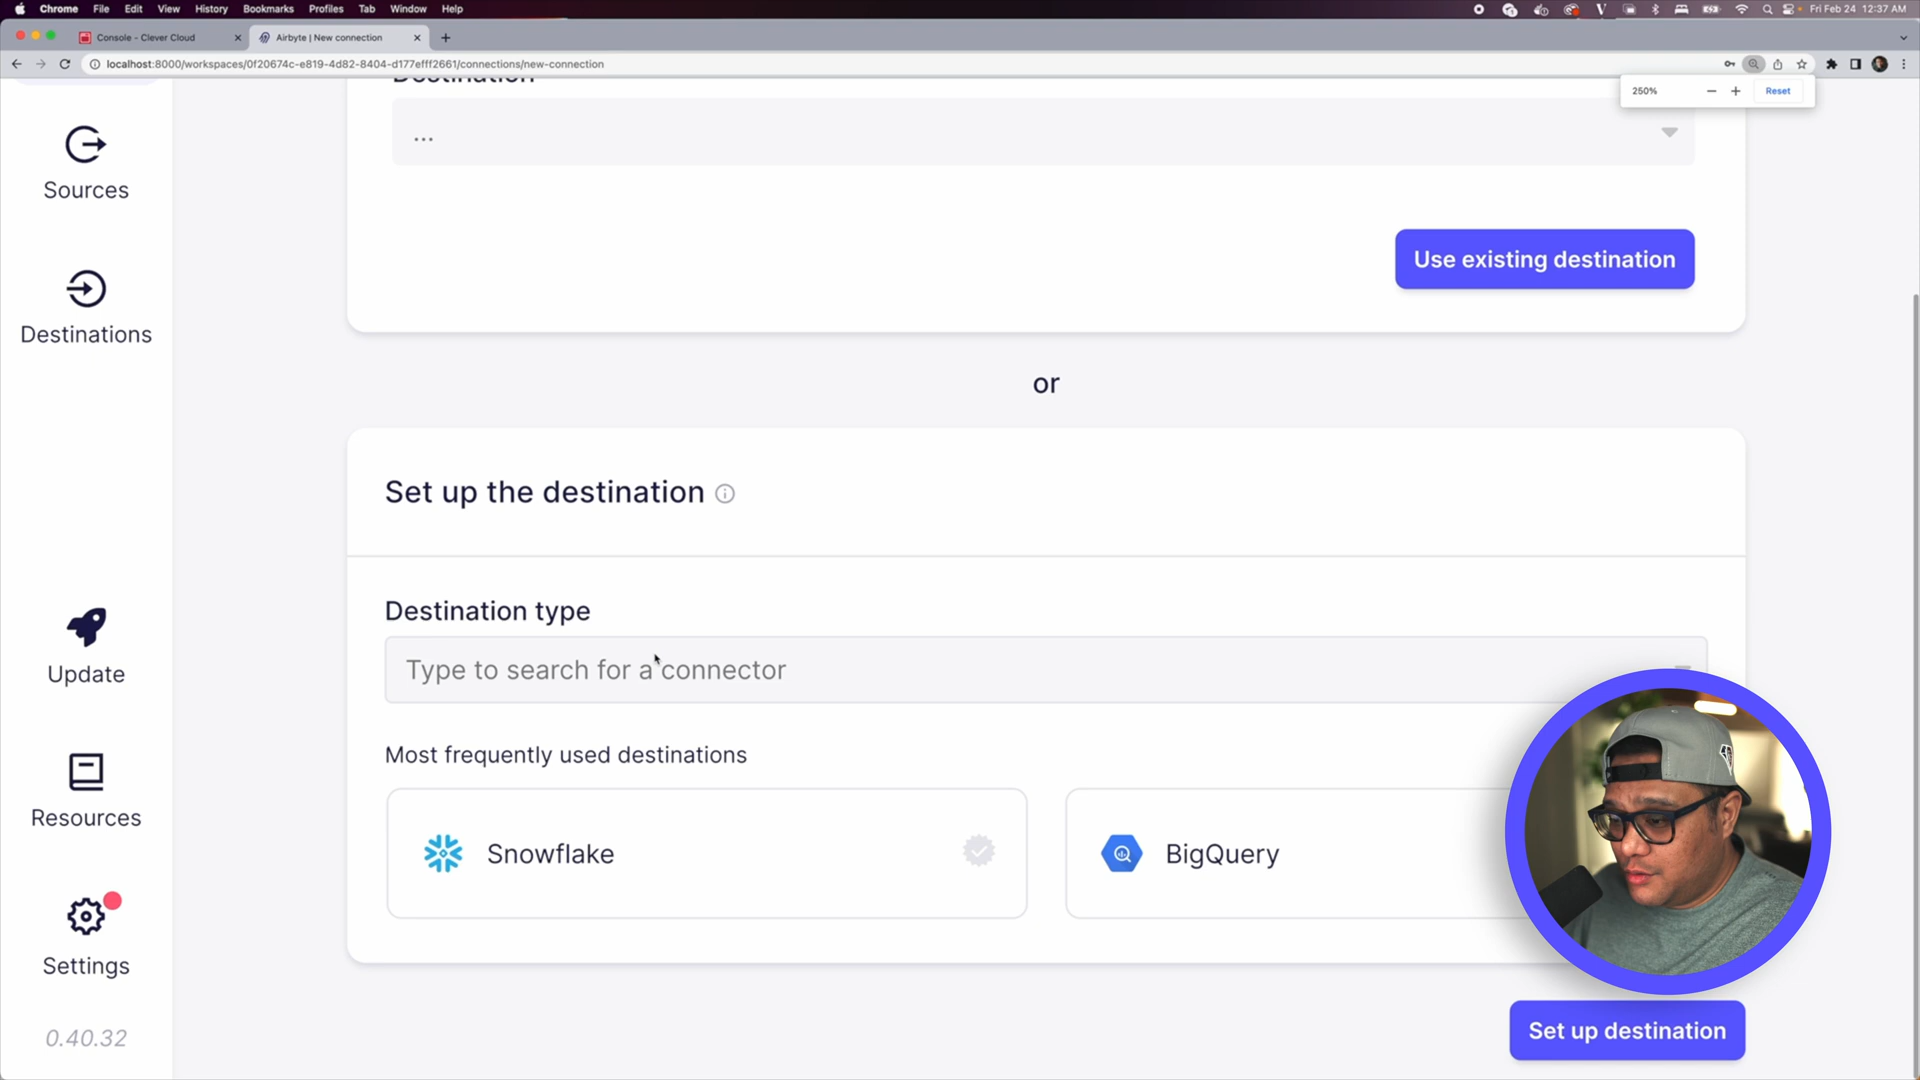 Chrome File Edit View History Bookmarks Profiles Tab Window Help
Fri Feb 24 12:37 AM
Console - Clever Cloud
Airbyte | New connection
localhost:8000/workspaces/0f20674c-e819-4d82-8404-d177efff2661/connections/new-connection
250%
Reset
Destination
...
Sources
Use existing destination
Destinations
or
Set up the destination
Destination type
Type to search for a connector
Update
Most frequently used destinations
Resources
Snowflake
BigQuery
Settings
0.40.32
Set up destination